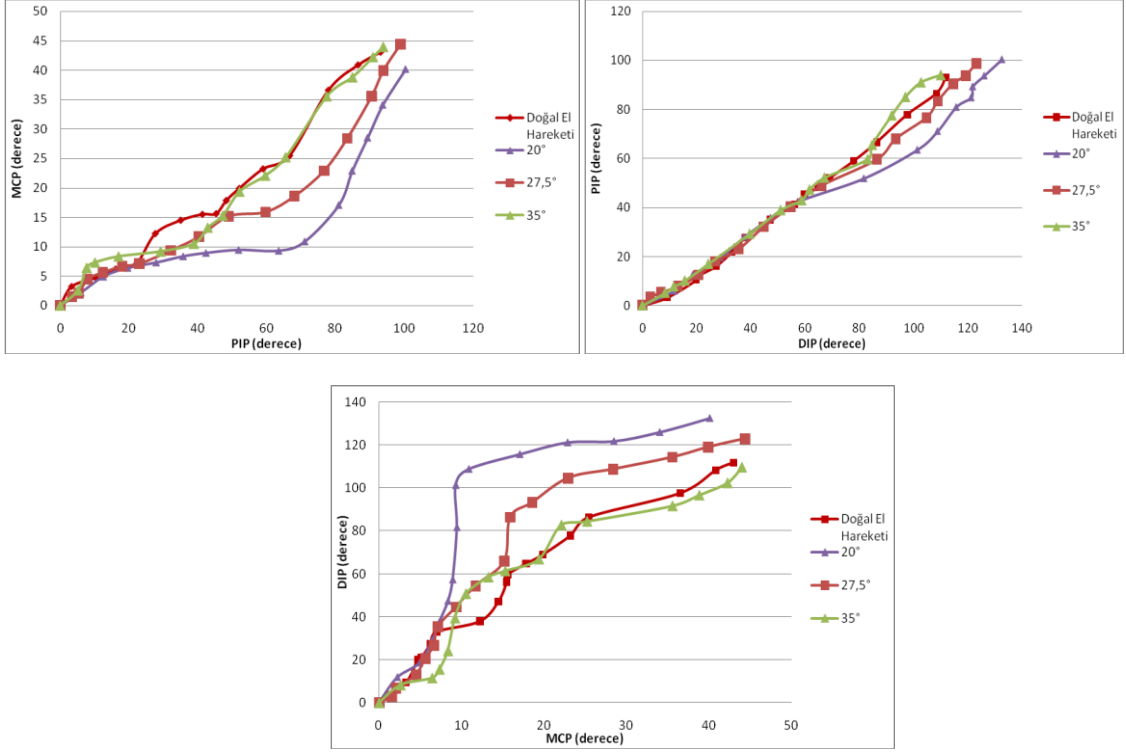 50
45
40
35
30
25
20
15
10
5
0
MCP (derece)
0 20 40 60 80 100 120
PIP (derece)
Doğal El
Hareketi
20°
27,5°
35°
120
100
80
60
40
20
0
PIP (derece)
0 20 40 60 80 100 120 140
DIP (derece)
Doğal El
Hareketi
20°
27,5°
35°
140
120
100
80
60
40
20
0
DIP (derece)
0 10 20 30 40 50
MCP (derece)
Doğal El
Hareketi
20°
27,5°
35°